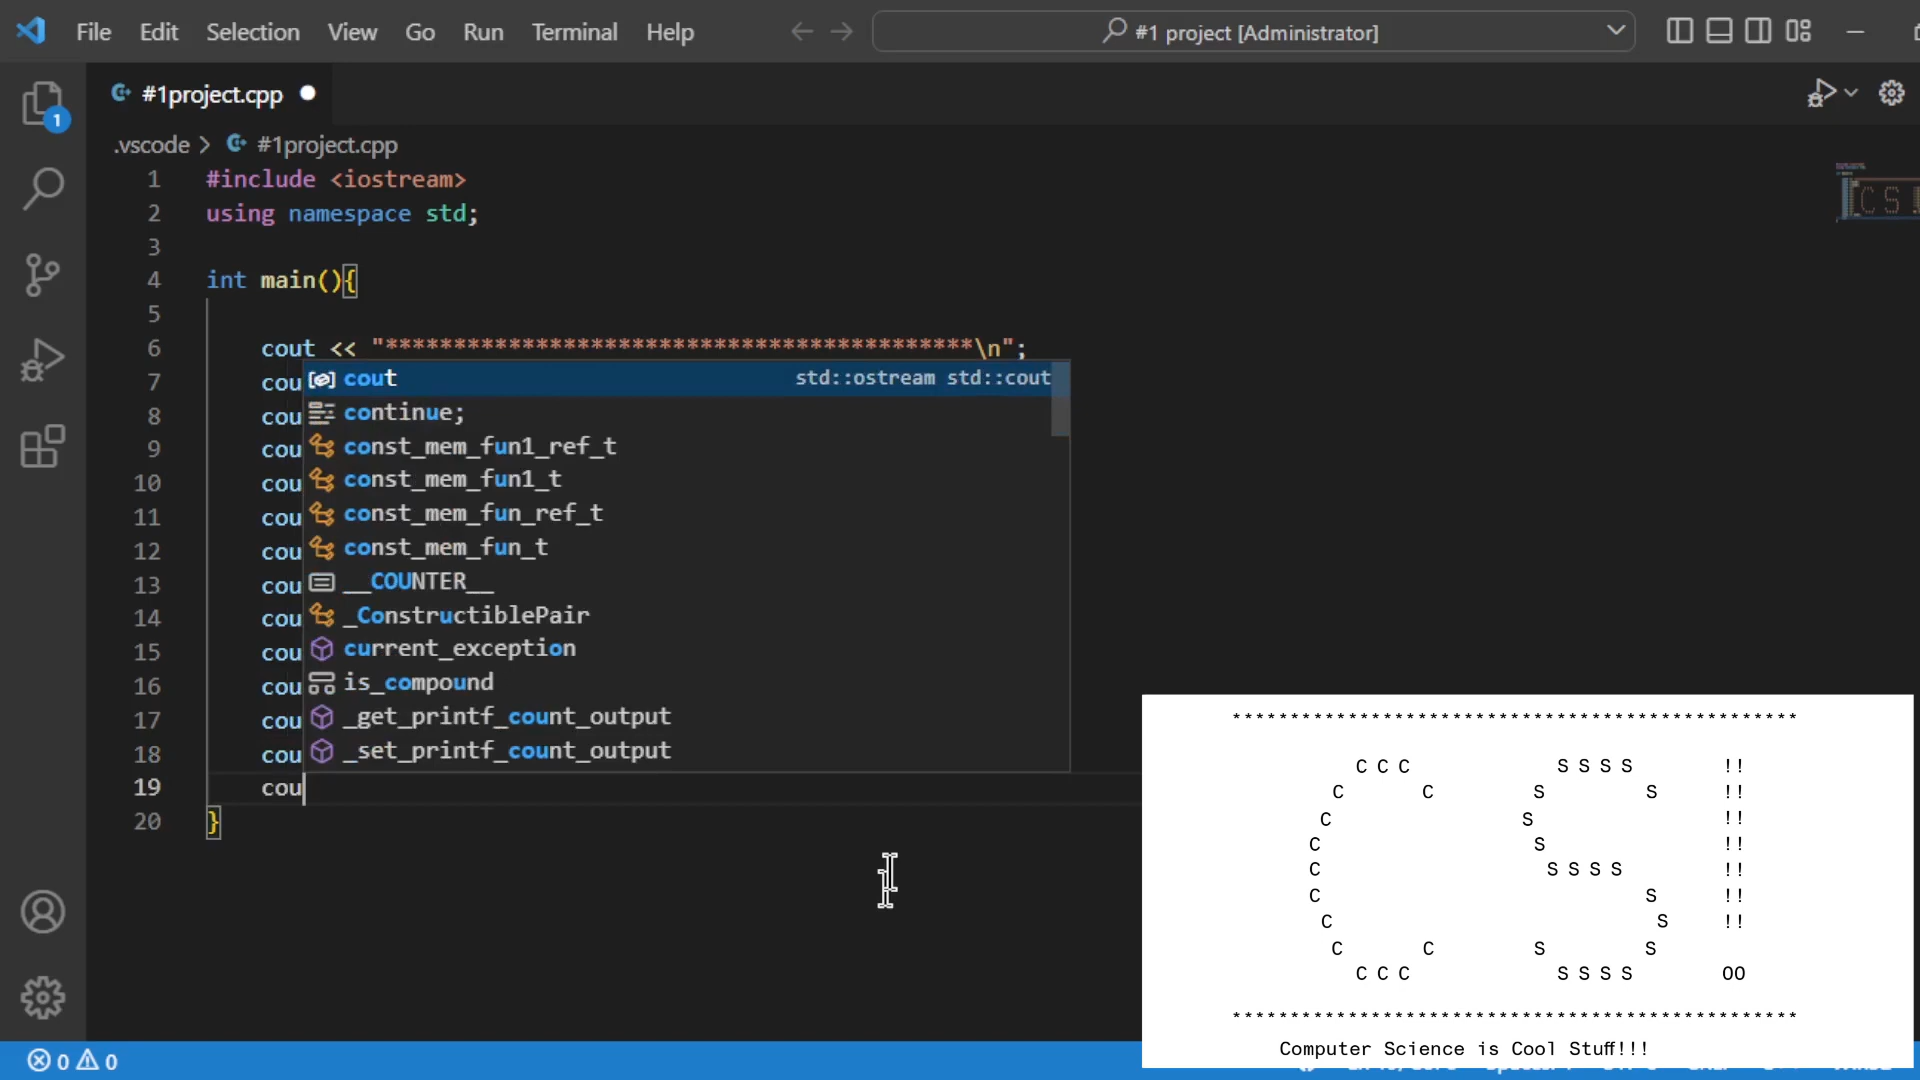 File Edit Selection View Go Run Terminal Help #1 project [Administrator]
1
#1project.cpp
.vscode > #1project.cpp
1 #include <iostream>
2 using namespace std;
3
4 int main(){
5
6 cout << "*******************************************\n";
7 cou
8 cou
9 cou
10 cou
11 cou
12 cou
13 cou
14 cou
15 cou
16 cou
17 cou
18 cou
19 cou
20 }
cout std::ostream std::cout
continue;
const_mem_fun1_ref_t
const_mem_fun1_t
const_mem_fun_ref_t
const_mem_fun_t
__COUNTER__
_ConstructiblePair
current_exception
is_compound
_get_printf_count_output
_set_printf_count_output
*************************************************
C C C S S S S !!
C C S S !!
C S !!
C S !!
C S S S S !!
C S !!
C S !!
C C S S
C C C S S S S OO
*************************************************
Computer Science is Cool Stuff!!!
0 0